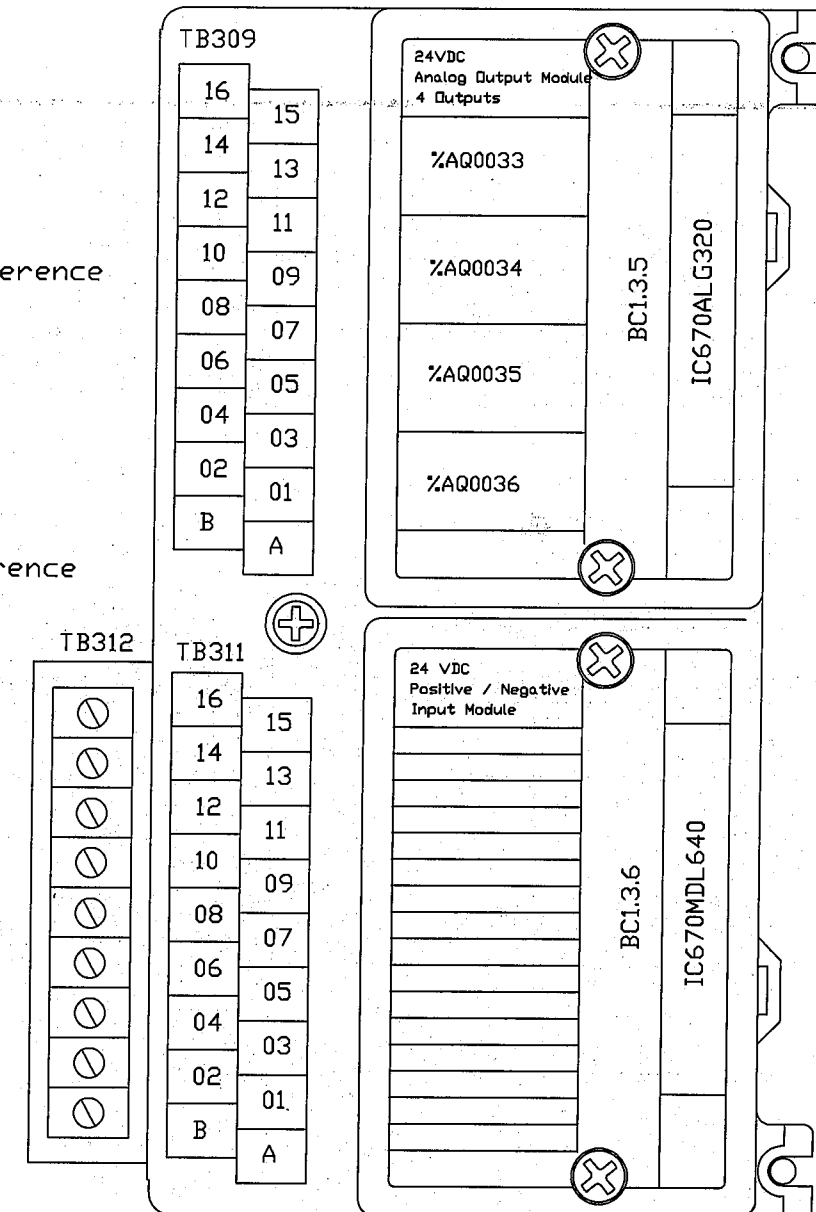 TB309
16
15
14
13
12
11
10
09
08
07
06
05
04
03
02
01
B
A
24VDC
Analog Output Module
4 Outputs
%AQ0033
%AQ0034
%AQ0035
%AQ0036
BC1.3.5
IC670ALG320
erence
rence
TB312
TB311
16
15
14
13
12
11
10
09
08
07
06
05
04
03
02
01
B
A
24 VDC
Positive / Negative
Input Module
BC1.3.6
IC670MDL640